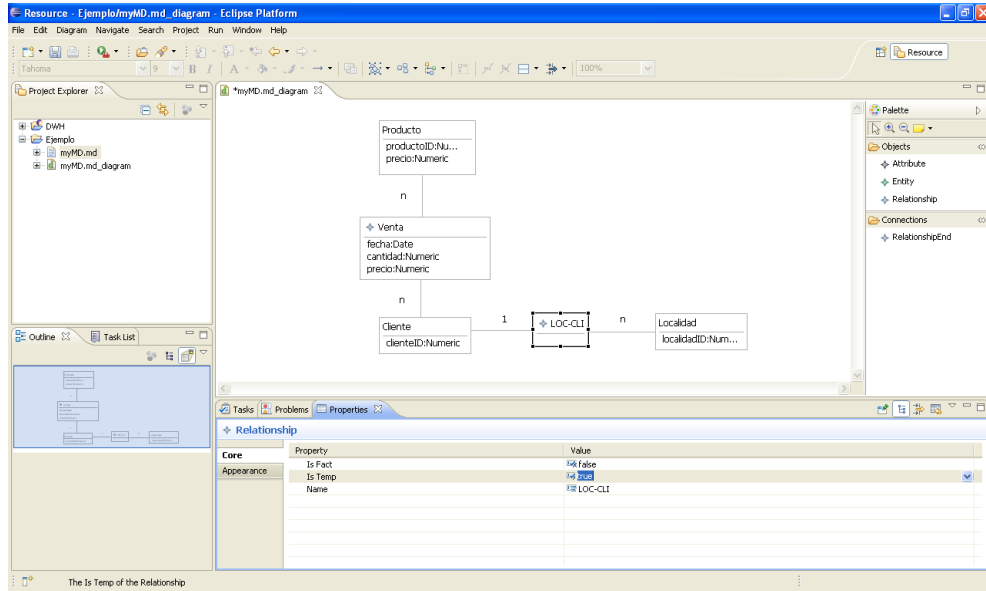 Resource - Ejemplo/myMD.md_diagram - Eclipse Platform
File Edit Diagram Navigate Search Project Run Window Help
Resource
Tahoma 9 B I A 100%
Project Explorer
DWH
Ejemplo
myMD.md
myMD.md_diagram
*myMD.md_diagram
Producto
productoID:Nu...
precio:Numeric
n
Venta
fecha:Date
cantidad:Numeric
precio:Numeric
n
Cliente
clienteID:Numeric
1
LOC-CLI
n
Localidad
localidadID:Num...
Palette
Objects
Attribute
Entity
Relationship
Connections
RelationshipEnd
Outline Task List
Tasks Problems Properties
Relationship
Core
Appearance
Property Value
Is Fact false
Is Temp true
Name LOC-CLI
The Is Temp of the Relationship